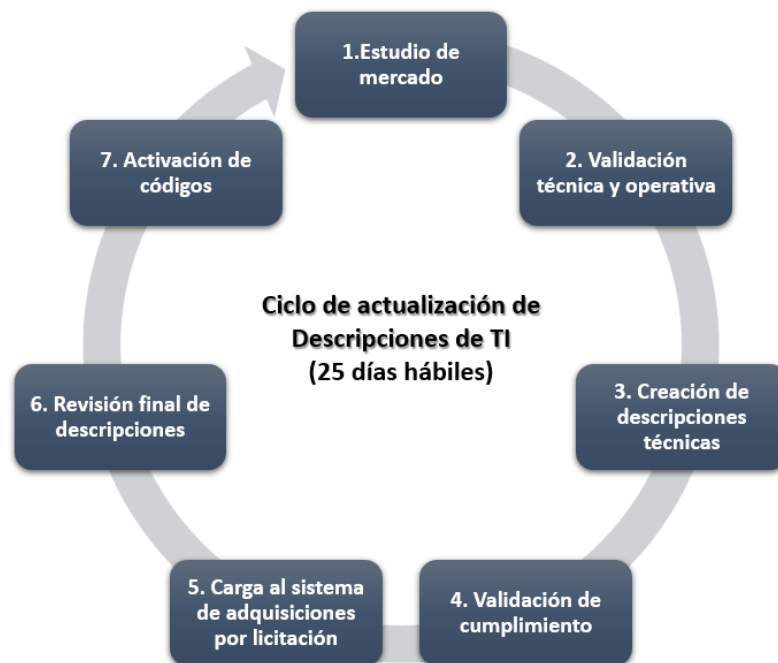 1.Estudio de
mercado
2. Validación
técnica y operativa
3. Creación de
descripciones
técnicas
4. Validación de
cumplimiento
5. Carga al sistema
de adquisiciones
por licitación
6. Revisión final de
descripciones
7. Activación de
códigos
Ciclo de actualización de
Descripciones de TI
(25 días hábiles)